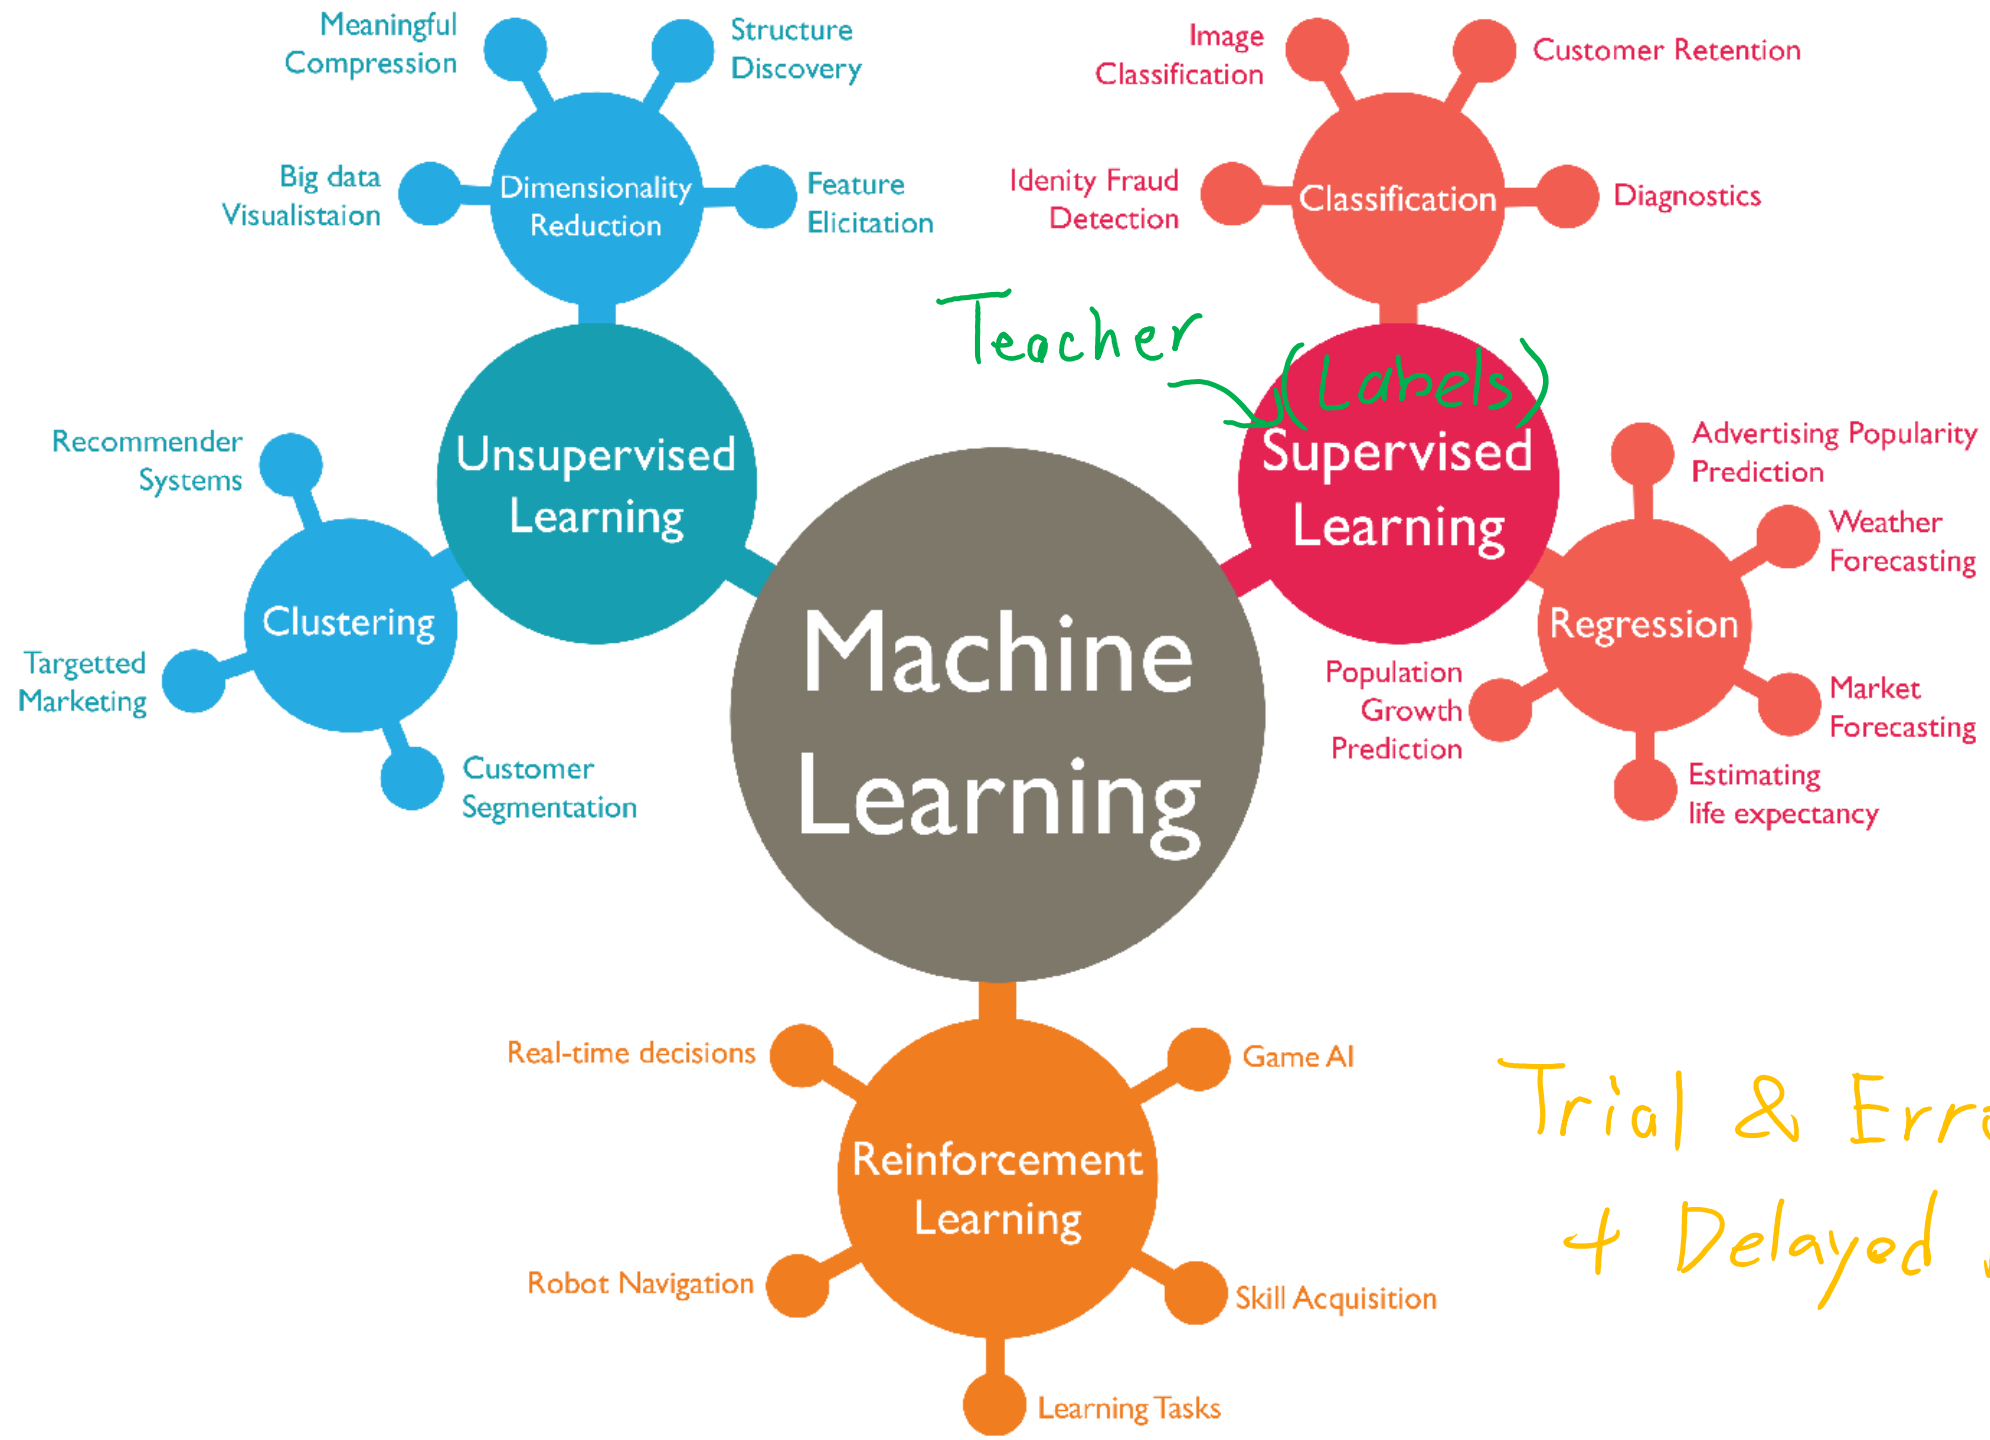 Meaningful
Compression
Structure
Discovery
Big data
Visualistaion
Dimensionality
Reduction
Feature
Elicitation
Image
Classification
Customer Retention
Idenity Fraud
Detection
Classification
Diagnostics
Teacher
(Labels)
Unsupervised
Learning
Supervised
Learning
Recommender
Systems
Clustering
Targetted
Marketing
Customer
Segmentation
Machine
Learning
Advertising Popularity
Prediction
Weather
Forecasting
Regression
Population
Growth
Prediction
Market
Forecasting
Estimating
life expectancy
Real-time decisions
Game AI
Reinforcement
Learning
Robot Navigation
Skill Acquisition
Learning Tasks
Trial &
+ Delayed